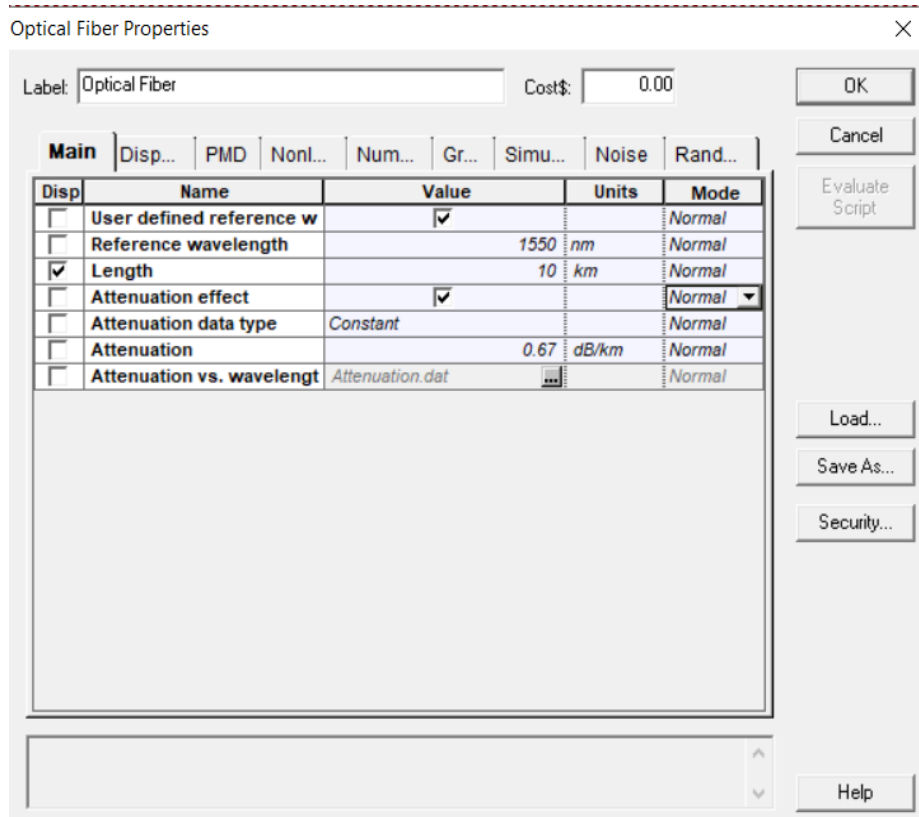 Optical Fiber Properties
Label: Optical Fiber Cost$: 0.00 OK
Cancel
Main Disp... PMD Nonl... Num... Gr... Simu... Noise Rand...
Evaluate
Script
Disp Name Value Units Mode
User defined reference w Normal
Reference wavelength 1550 nm Normal
Length 10 km Normal
Attenuation effect Normal
Attenuation data type Constant Normal
Attenuation 0.67 dB/km Normal
Attenuation vs. wavelengt Attenuation.dat ... Normal
Load...
Save As...
Security...
Help